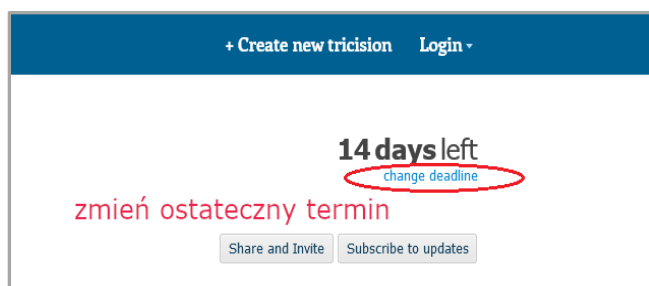 + Create new tricision Login
14 days left
change deadline
zmień ostateczny termin
Share and Invite Subscribe to updates